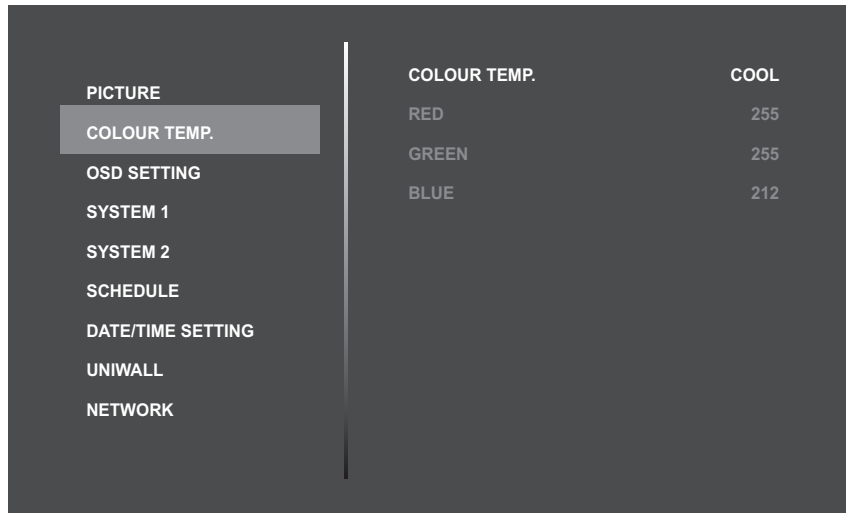 PICTURE
COLOUR TEMP.
OSD SETTING
SYSTEM 1
SYSTEM 2
SCHEDULE
DATE/TIME SETTING
UNIWALL
NETWORK
COLOUR TEMP. COOL
RED 255
GREEN 255
BLUE 212